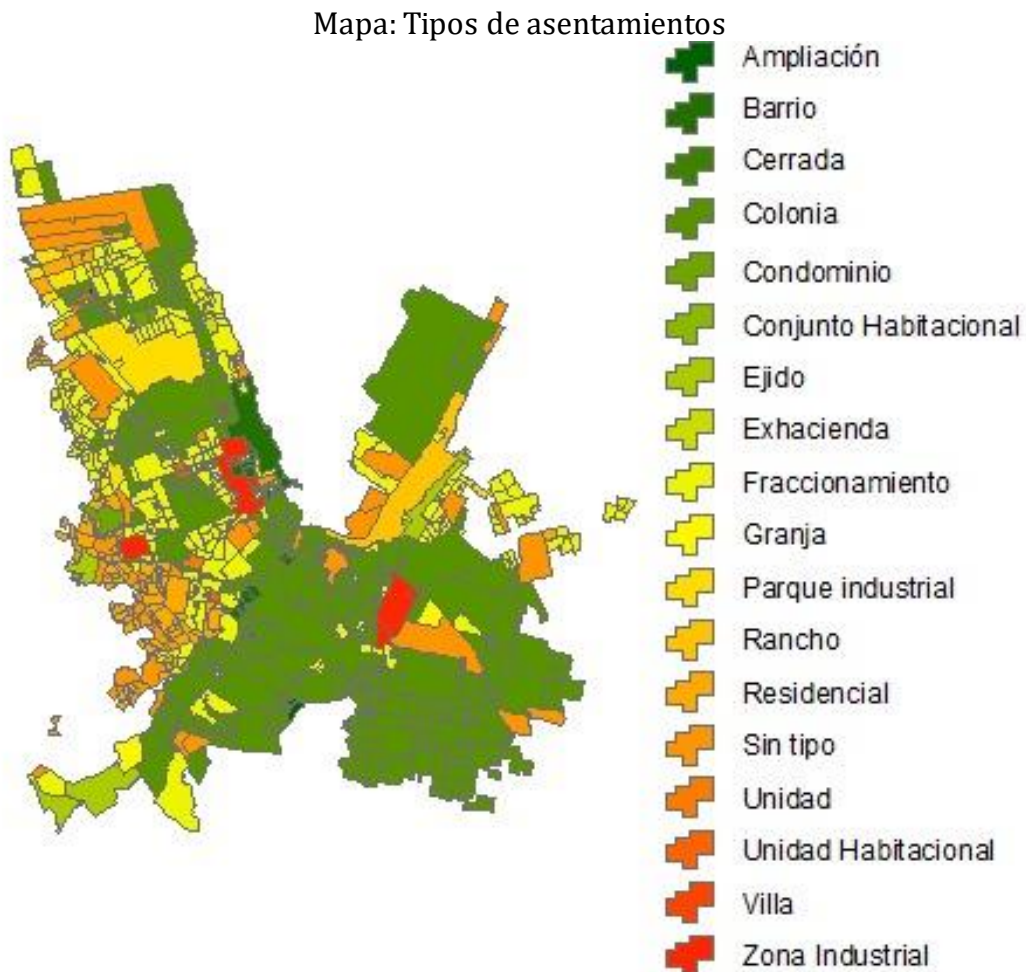 Mapa: Tipos de asentamientos
Ampliación
Barrio
Cerrada
Colonia
Condominio
Conjunto Habitacional
Ejido
Exhacienda
Fraccionamiento
Granja
Parque industrial
Rancho
Residencial
Sin tipo
Unidad
Unidad Habitacional
Villa
Zona Industrial